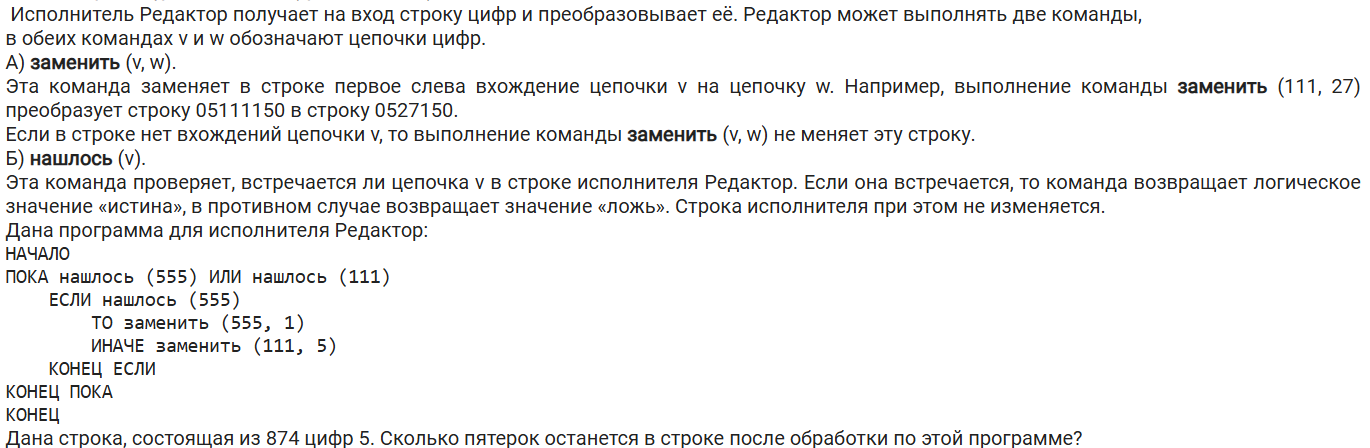 Исполнитель Редактор получает на вход строку цифр и преобразовывает её. Редактор может выполнять две команды,
в обеих командах v и w обозначают цепочки цифр.
А) заменить (v, w).
Эта команда заменяет в строке первое слева вхождение цепочки v на цепочку w. Например, выполнение команды заменить (111, 27)
преобразует строку 05111150 в строку 0527150.
Если в строке нет вхождений цепочки v, то выполнение команды заменить (v, w) не меняет эту строку.
Б) нашлось (v).
Эта команда проверяет, встречается ли цепочка v в строке исполнителя Редактор. Если она встречается, то команда возвращает логическое
значение «истина», в противном случае возвращает значение «ложь». Строка исполнителя при этом не изменяется.
Дана программа для исполнителя Редактор:
НАЧАЛО
ПОКА нашлось (555) ИЛИ нашлось (111)
    ЕСЛИ нашлось (555)
        ТО заменить (555, 1)
        ИНАЧЕ заменить (111, 5)
    КОНЕЦ ЕСЛИ
КОНЕЦ ПОКА
КОНЕЦ
Дана строка, состоящая из 874 цифр 5. Сколько пятерок останется в строке после обработки по этой программе?